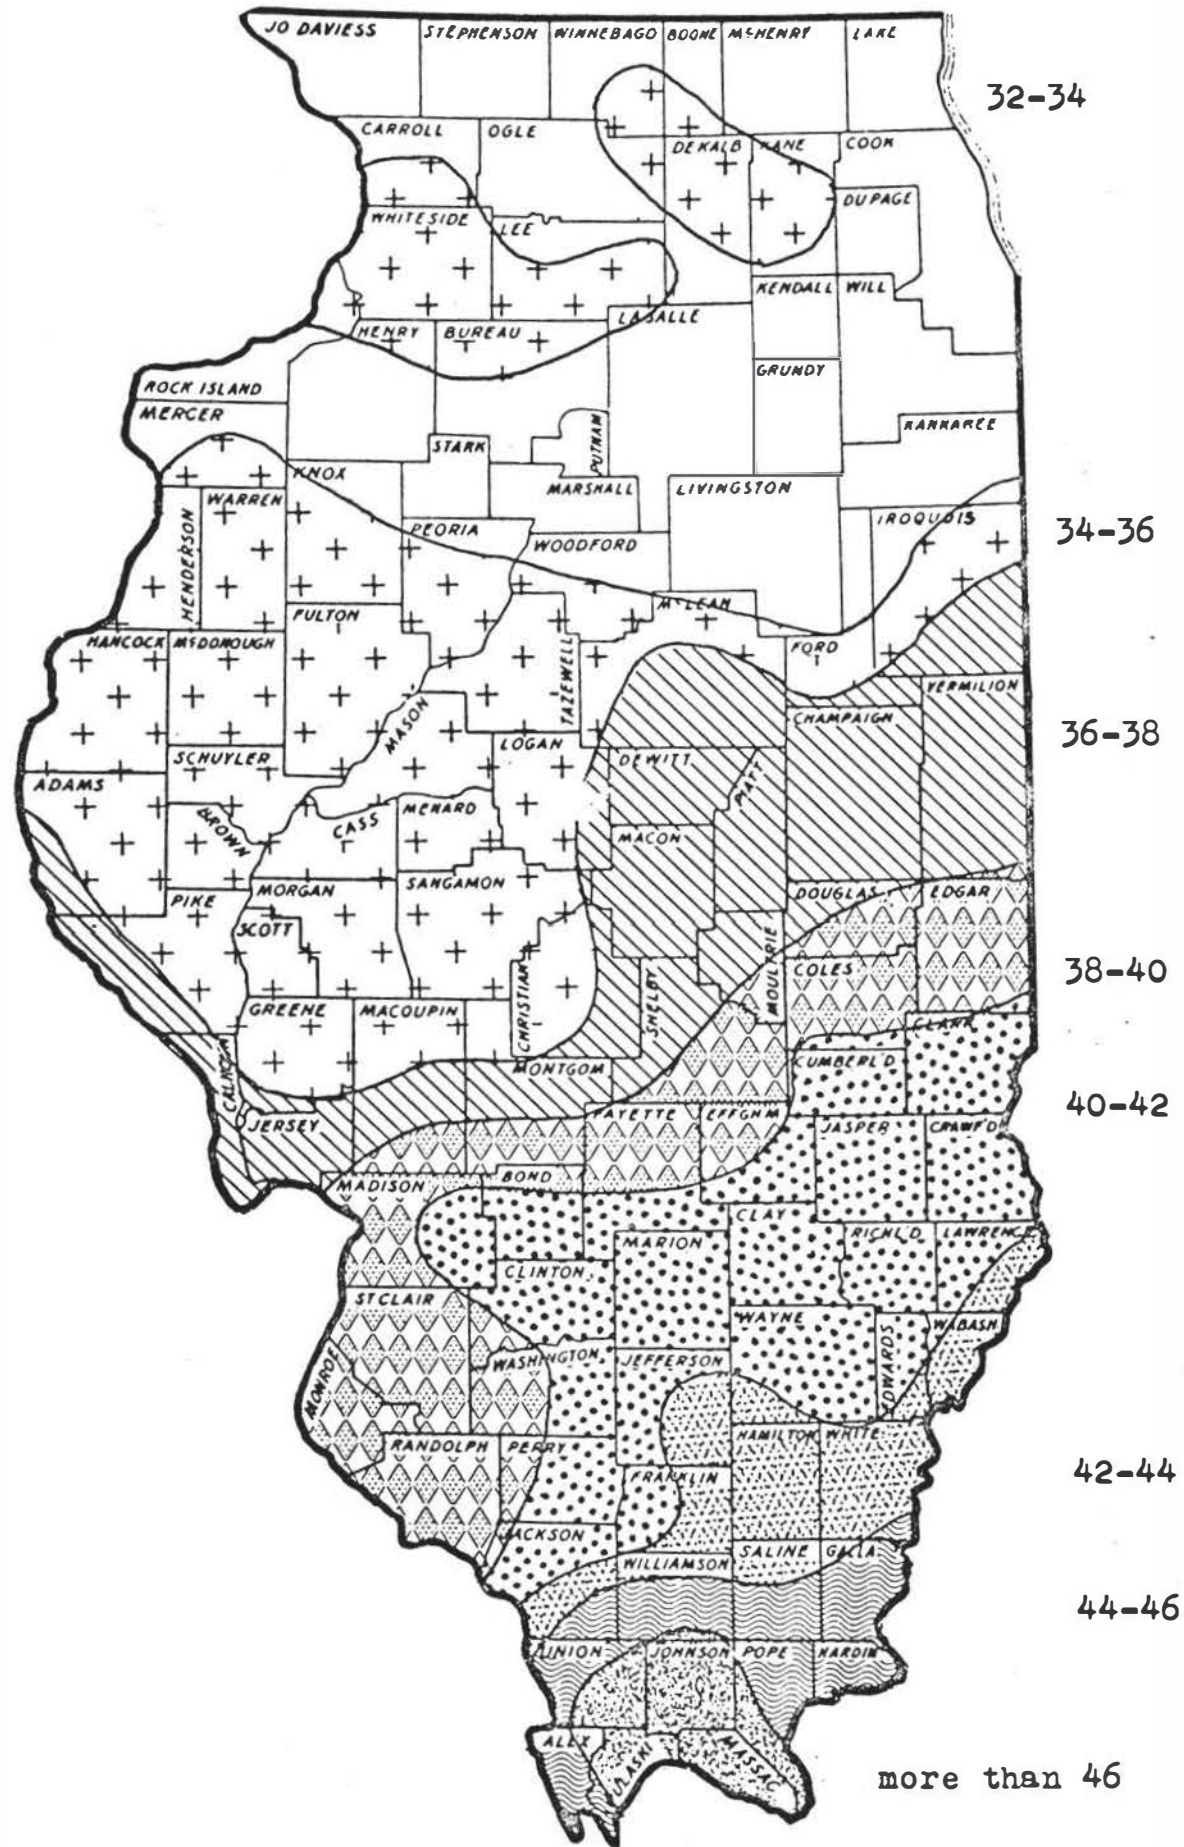 JO DAVIESS STEPHENSON WINNEBAGO BOONE McHENRY LAKE
32-34
CARROLL OGLE DEKALB KANE COOK
DUPAGE
WHITESIDE LEE
KENDALL WILL
HENRY BUREAU LASALLE
GRUNDY
ROCK ISLAND
MERCER
KANKAKEE
STARK PUTNAM
KNOX
MARSHALL LIVINGSTON
WARREN
HENDERSON
IROQUOIS
34-36
PEORIA
WOODFORD
McLEAN
FULTON
HANCOCK McDONOUGH
FORD
TAZEWELL
VERMILION
MASON
CHAMPAIGN
36-38
LOGAN
SCHUYLER
DEWITT
PIATT
ADAMS
BROWN CASS MENARD
MACON
PIKE MORGAN SANGAMON
DOUGLAS EDGAR
SCOTT
CHRISTIAN SHELBY MOULTRIE
COLES
38-40
GREENE MACOUPIN
CLARK
CALHOUN
MONTGOM
CUMBERL'D
40-42
JERSEY
FAYETTE EFFGHM
JASPER CRAWF'D
MADISON BOND
CLAY
RICHL'D LAWRENCE
MARION
CLINTON
ST CLAIR
WAYNE
EDWARDS
WABASH
MONROE
WASHINGTON
JEFFERSON
RANDOLPH PERRY
HAMILTON WHITE
42-44
FRANKLIN
JACKSON
WILLIAMSON SALINE GALLA
44-46
UNION JOHNSON POPE HARDIN
ALEX
PULASKI
MASSAC
more than 46